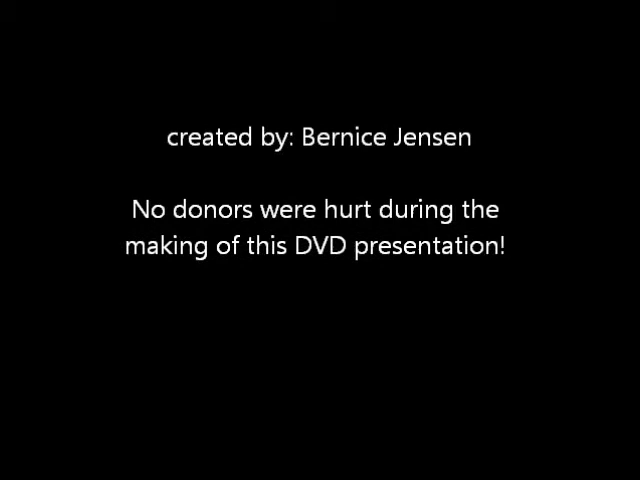 created by: Bernice Jensen
No donors were hurt during the
making of this DVD presentation!